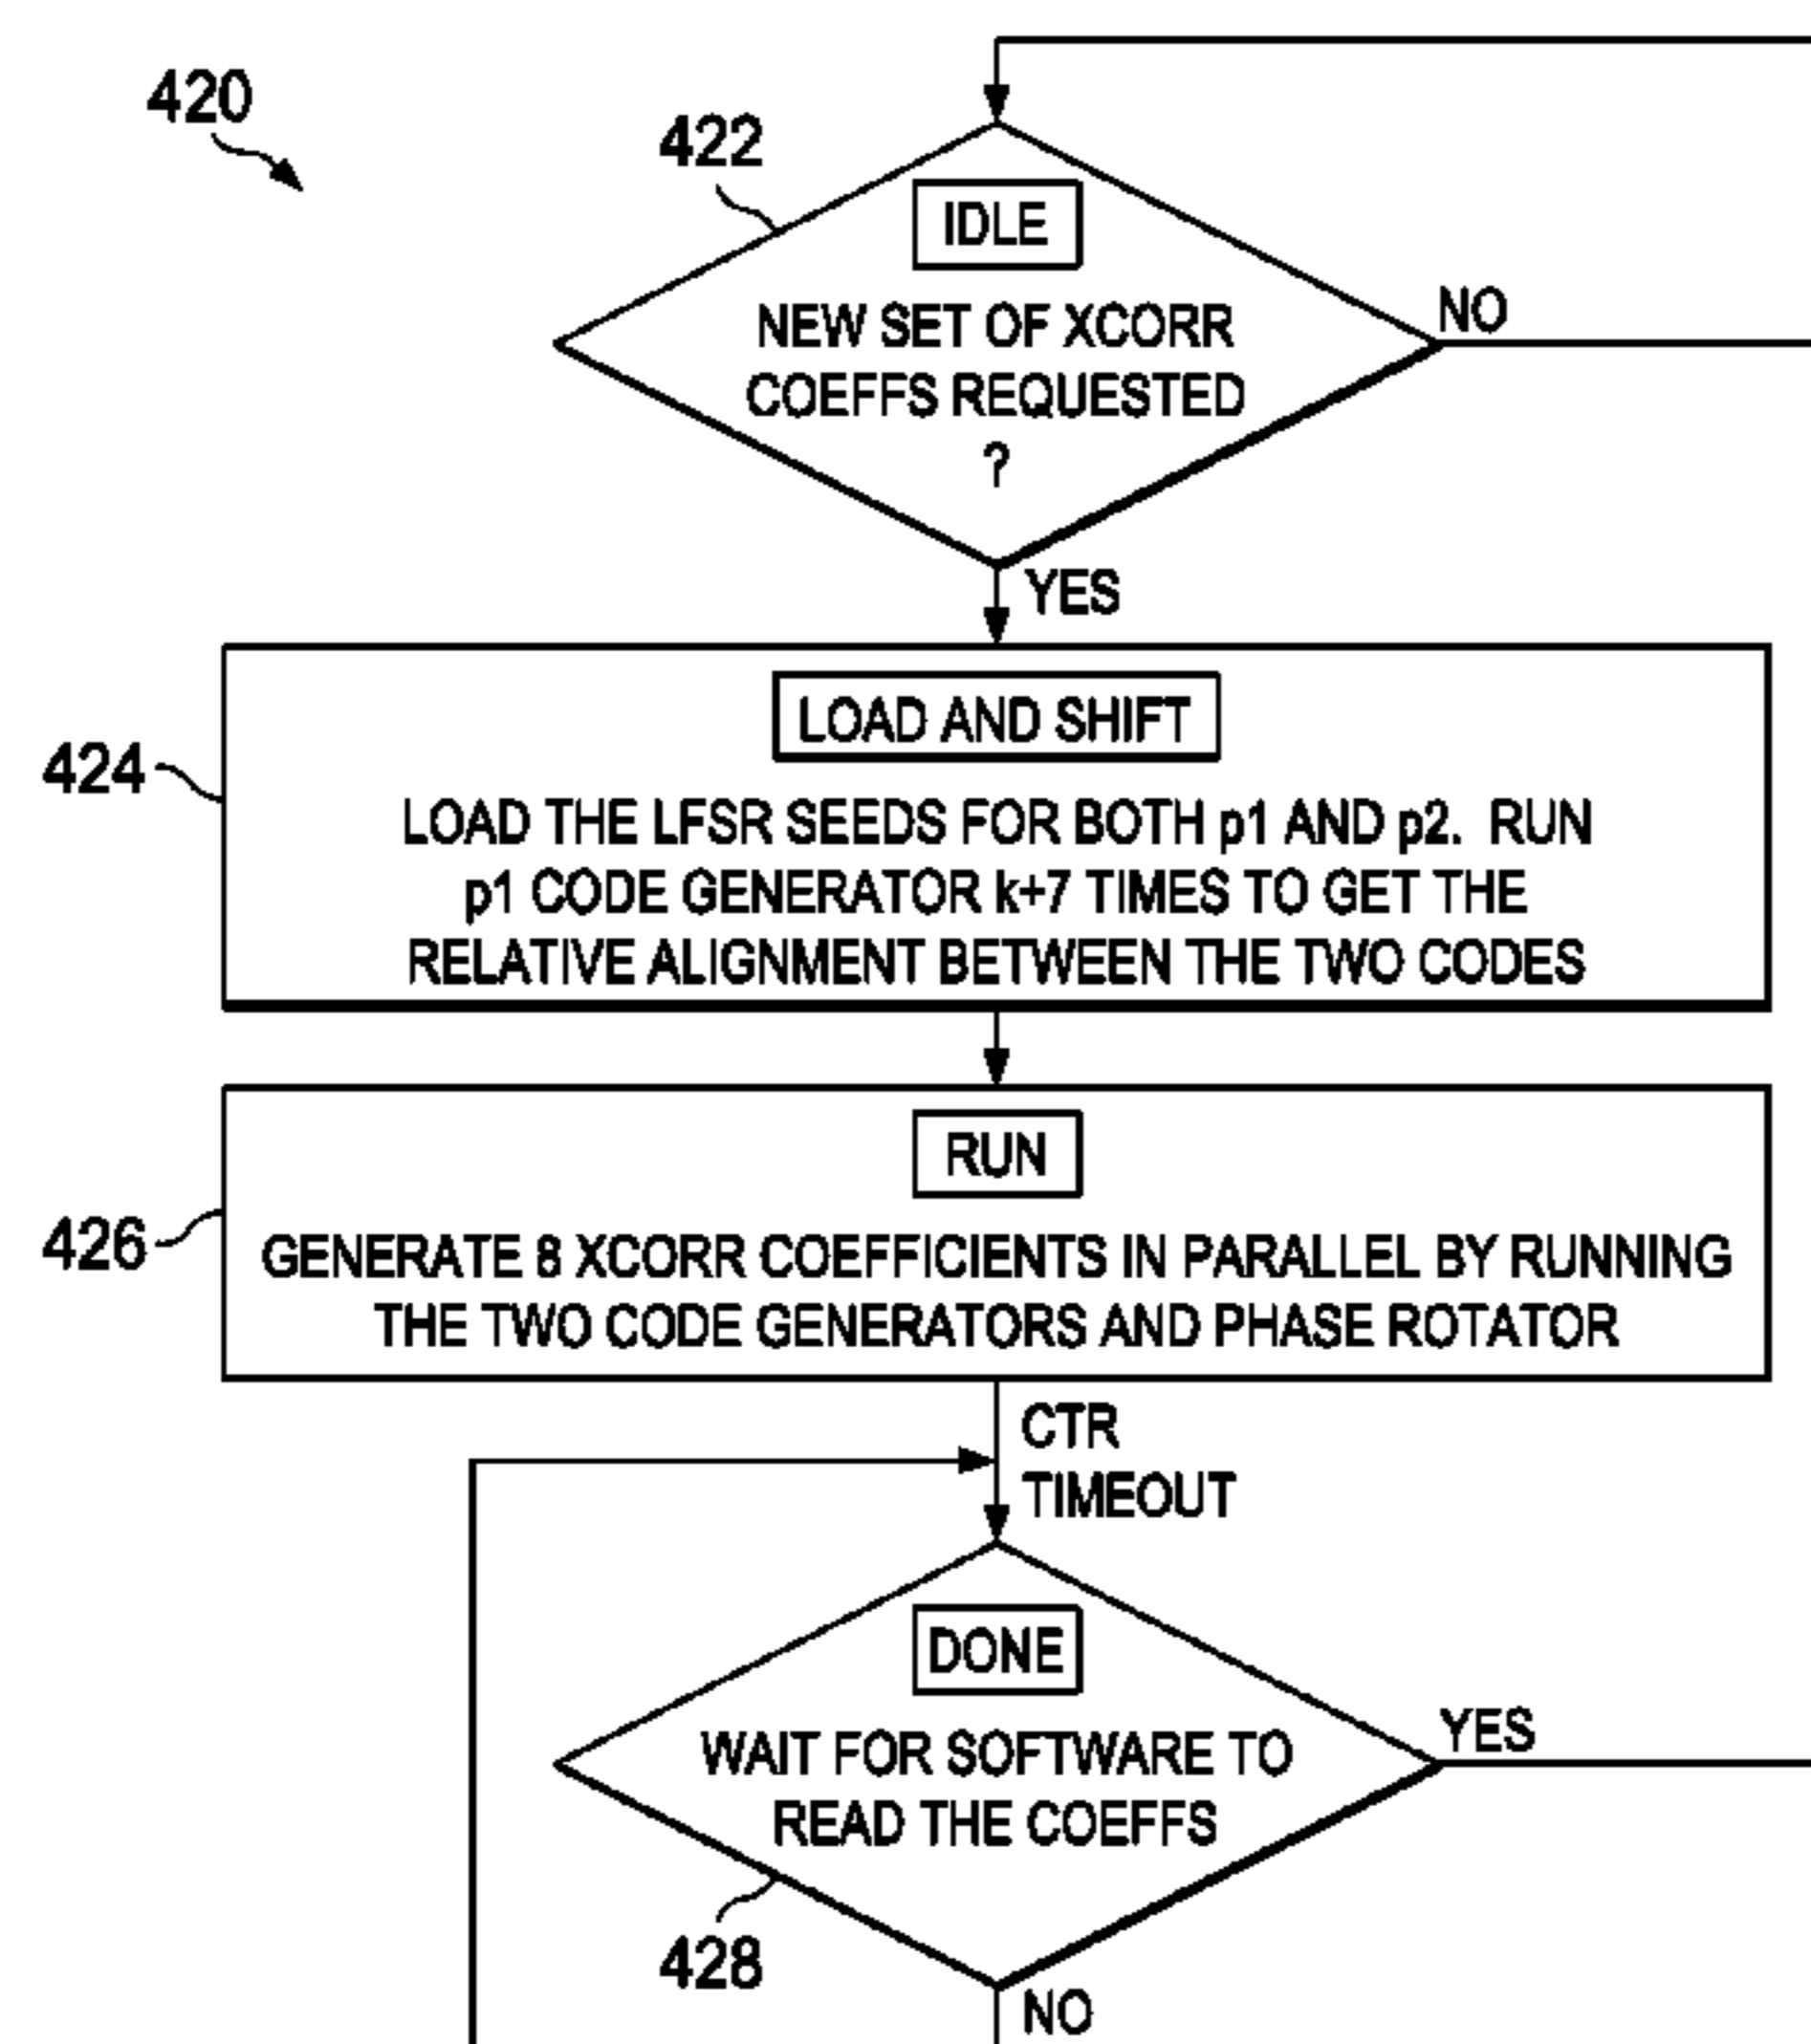 420
422
IDLE
NEW SET OF XCORR
COEFFS REQUESTED
?
NO
YES
LOAD AND SHIFT
424
LOAD THE LFSR SEEDS FOR BOTH p1 AND p2. RUN
p1 CODE GENERATOR k+7 TIMES TO GET THE
RELATIVE ALIGNMENT BETWEEN THE TWO CODES
RUN
426
GENERATE 8 XCORR COEFFICIENTS IN PARALLEL BY RUNNING
THE TWO CODE GENERATORS AND PHASE ROTATOR
CTR
TIMEOUT
DONE
WAIT FOR SOFTWARE TO
READ THE COEFFS
YES
428
NO